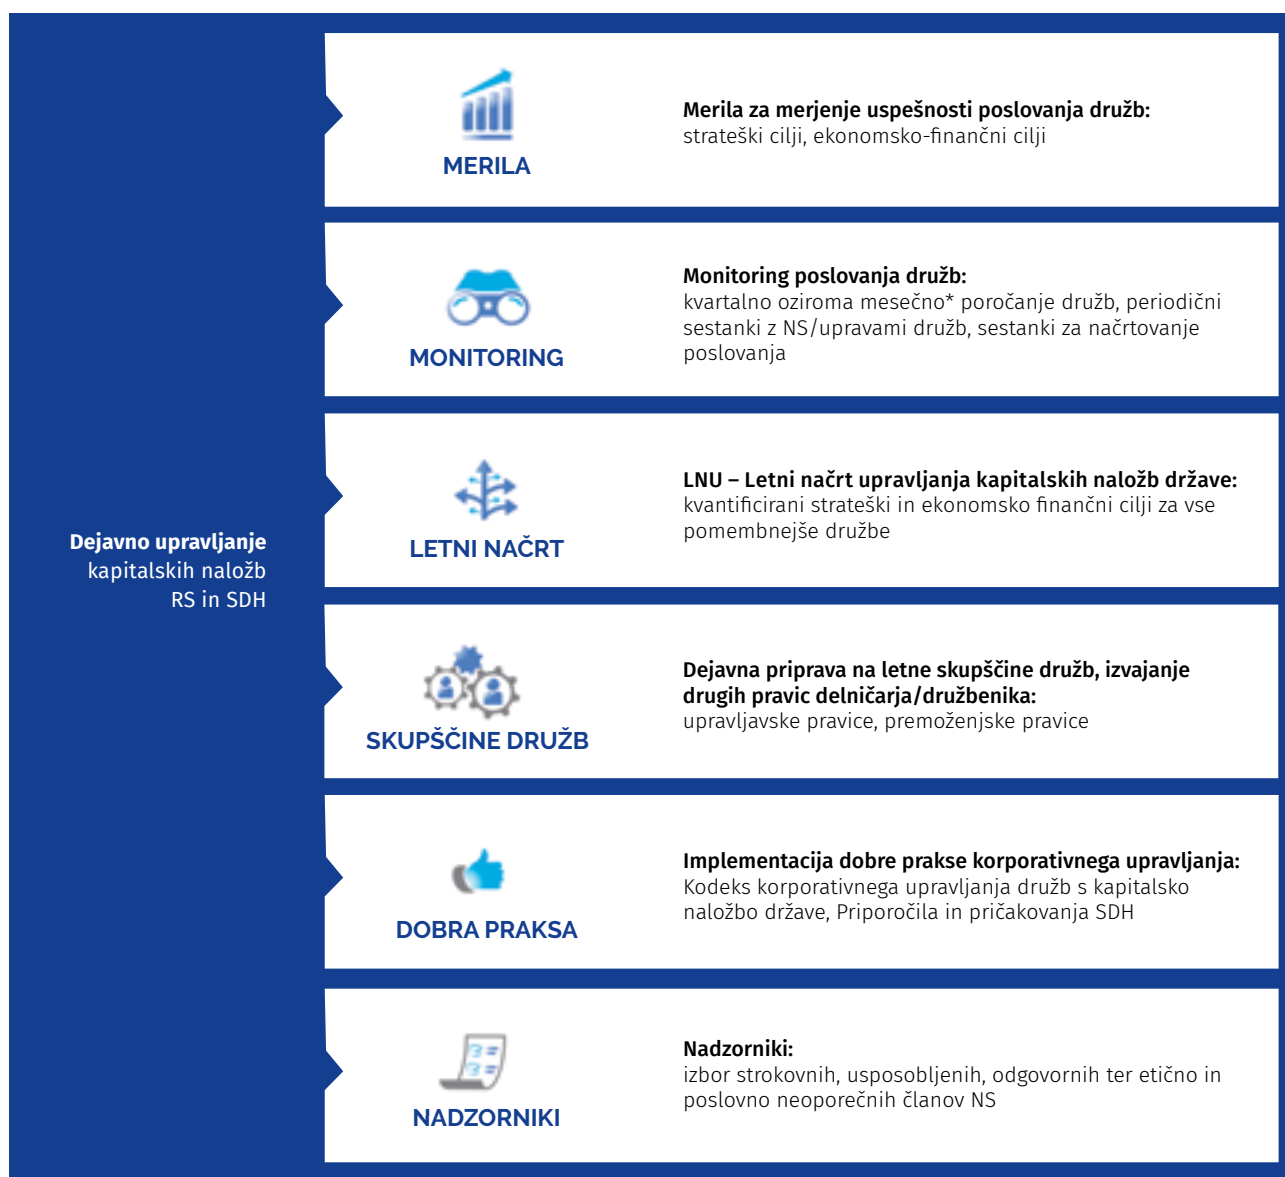 Dejavno upravljanje
kapitalskih naložb
RS in SDH
MERILA
Merila za merjenje uspešnosti poslovanja družb:
strateški cilji, ekonomsko-finančni cilji
MONITORING
Monitoring poslovanja družb:
kvartalno oziroma mesečno* poročanje družb, periodični
sestanki z NS/upravami družb, sestanki za načrtovanje
poslovanja
LETNI NAČRT
LNU – Letni načrt upravljanja kapitalskih naložb države:
kvantificirani strateški in ekonomsko finančni cilji za vse
pomembnejše družbe
SKUPŠČINE DRUŽB
Dejavna priprava na letne skupščine družb, izvajanje
drugih pravic delničarja/družbenika:
upravljavske pravice, premoženjske pravice
DOBRA PRAKSA
Implementacija dobre prakse korporativnega upravljanja:
Kodeks korporativnega upravljanja družb s kapitalsko
naložbo države, Priporočila in pričakovanja SDH
NADZORNIKI
Nadzorniki:
izbor strokovnih, usposobljenih, odgovornih ter etično in
poslovno neoporečnih članov NS